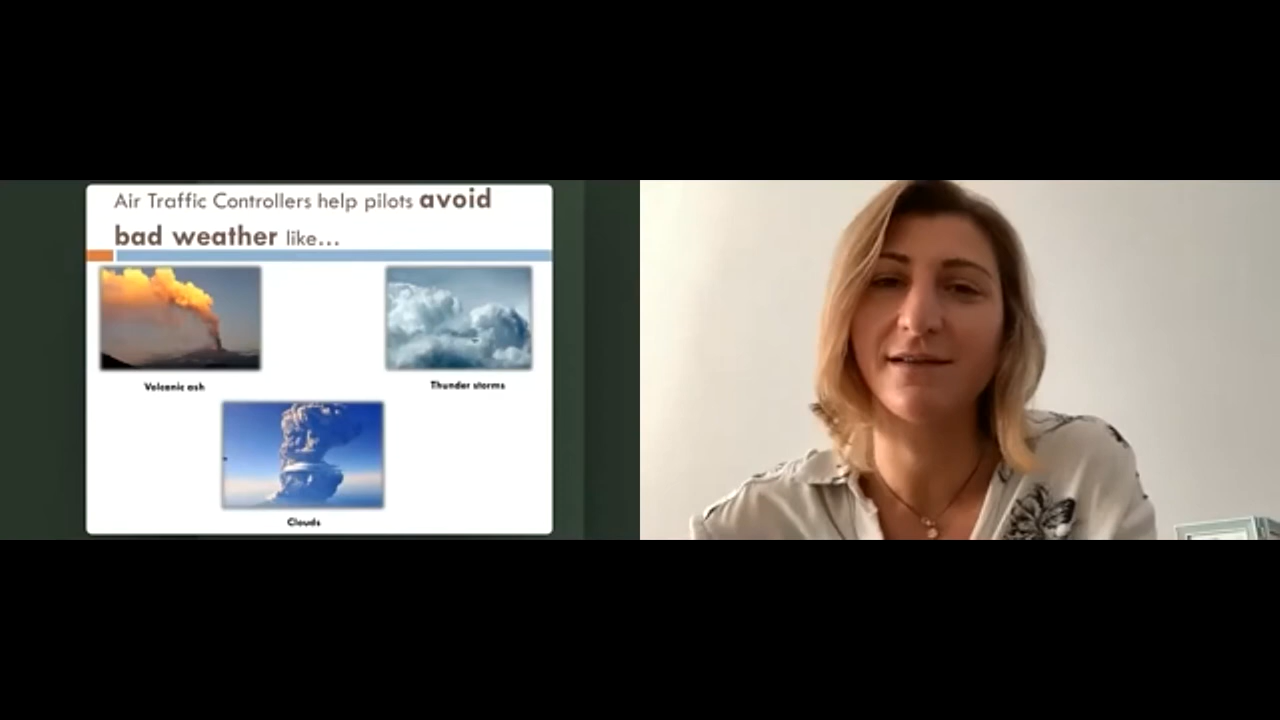 Air Traffic Controllers help pilots avoid
bad weather like...
Volcanic ash
Thunder storms
Clouds